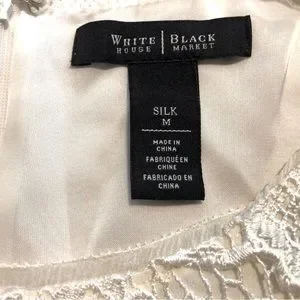 WHITE | BLACK
HOUSE | MARKET
SILK
M
MADE IN
CHINA
FABRIQUÉ EN
CHINE
FABRICADO EN
CHINA